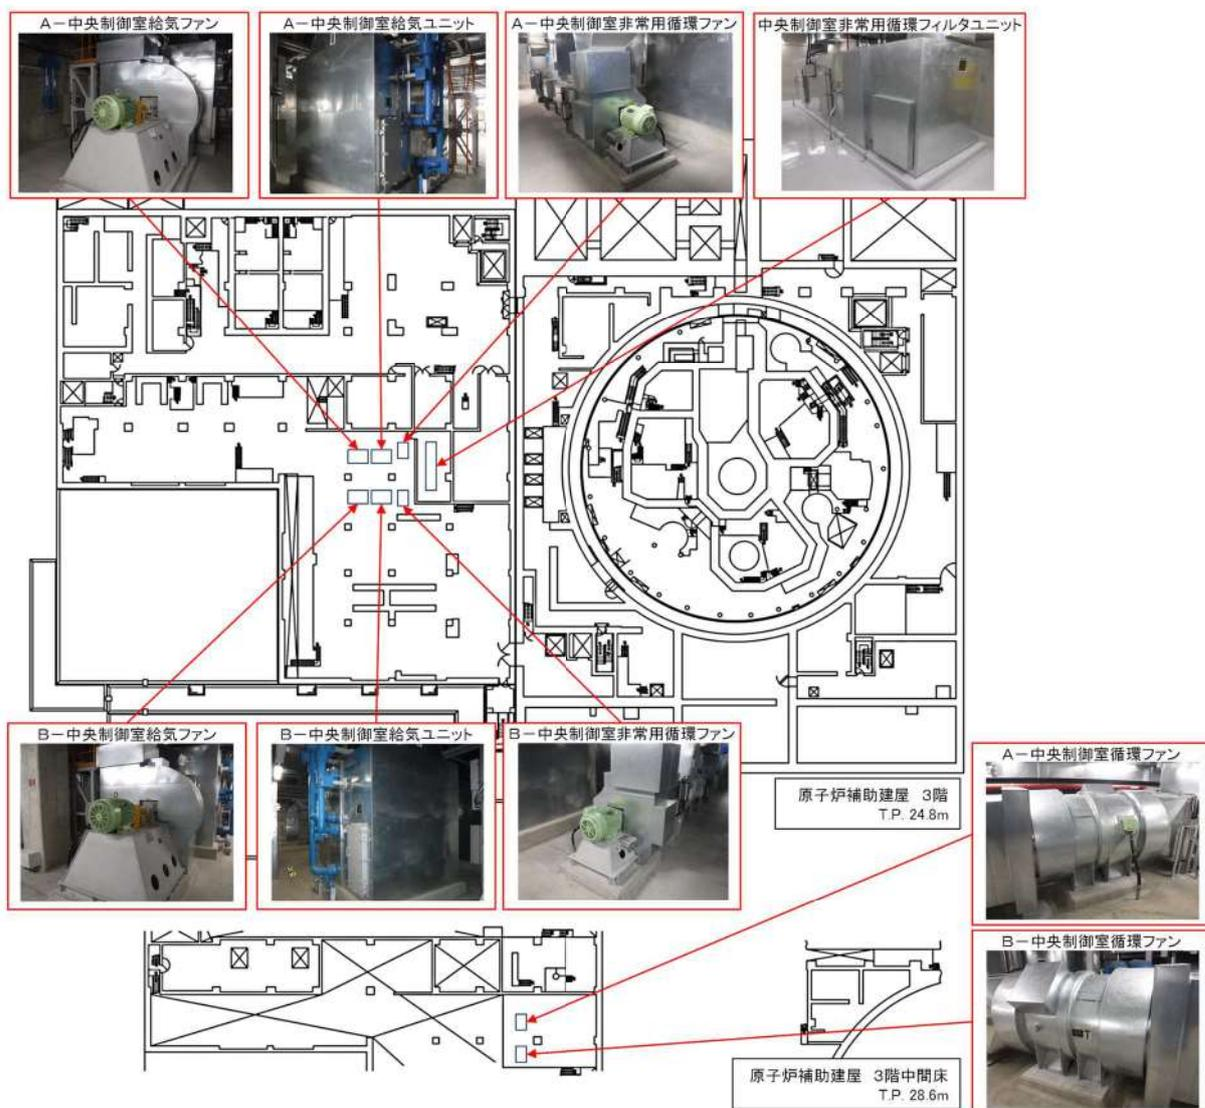 A－中央制御室給気ファン
A－中央制御室給気ユニット
A－中央制御室非常用循環ファン
中央制御室非常用循環フィルタユニット
B－中央制御室給気ファン
B－中央制御室給気ユニット
B－中央制御室非常用循環ファン
原子炉補助建屋 3階
T.P. 24.8m
A－中央制御室循環ファン
B－中央制御室循環ファン
原子炉補助建屋 3階中間床
T.P. 28.6m